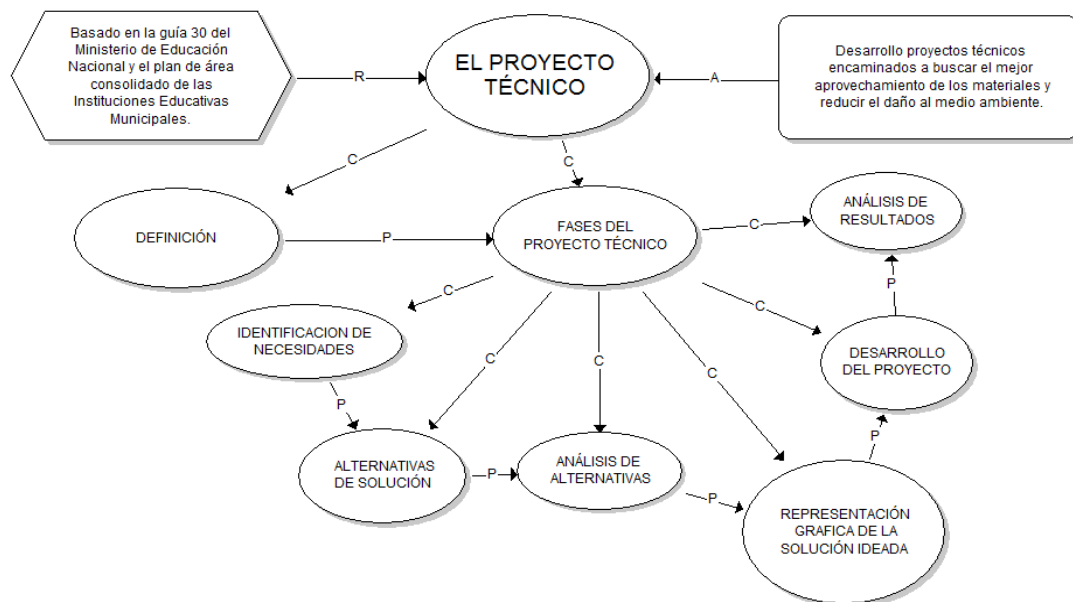 Basado en la guía 30 del
Ministerio de Educación
Nacional y el plan de área
consolidado de las
Instituciones Educativas
Municipales.
R
EL PROYECTO
TÉCNICO
A
Desarrollo proyectos técnicos
encaminados a buscar el mejor
aprovechamiento de los materiales y
reducir el daño al medio ambiente.
C
C
DEFINICIÓN
P
FASES DEL
PROYECTO TÉCNICO
C
ANÁLISIS DE
RESULTADOS
C
P
C
IDENTIFICACION DE
NECESIDADES
C
C
C
DESARROLLO
DEL PROYECTO
P
P
ALTERNATIVAS
DE SOLUCIÓN
P
ANÁLISIS DE
ALTERNATIVAS
P
REPRESENTACIÓN
GRAFICA DE LA
SOLUCIÓN IDEADA